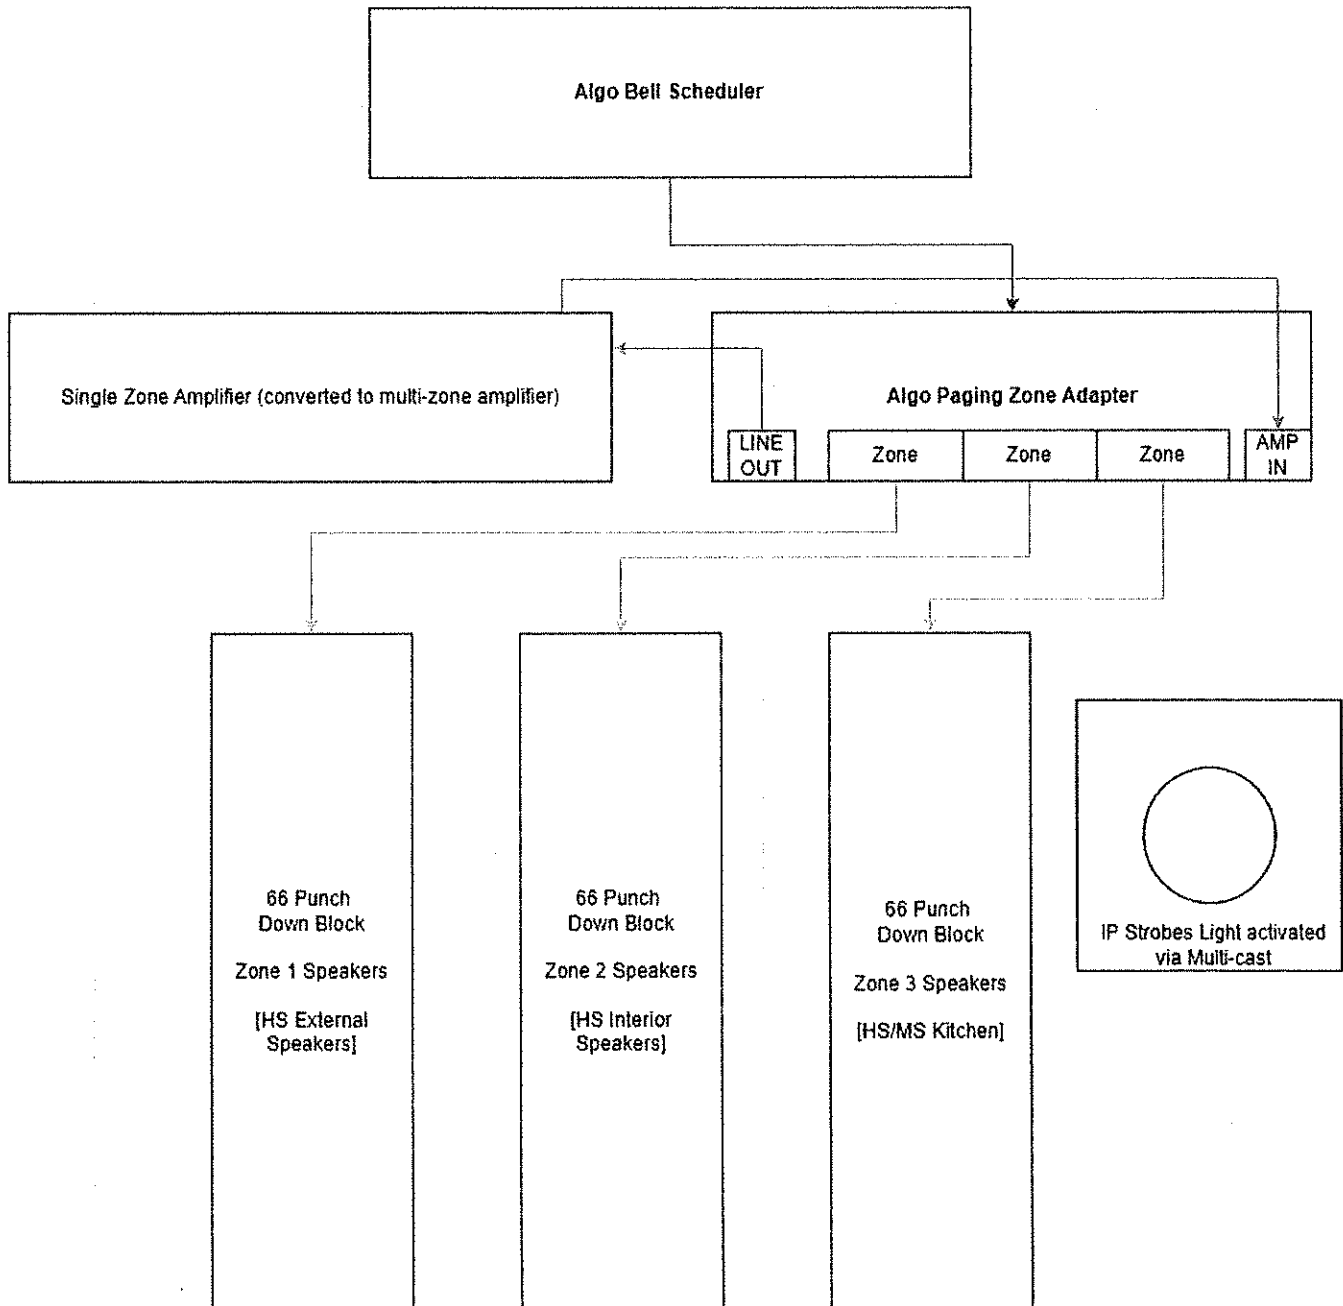 Algo Bell Scheduler
Single Zone Amplifier (converted to multi-zone amplifier)
Algo Paging Zone Adapter
LINE
OUT
Zone
Zone
Zone
AMP
IN
66 Punch
Down Block
Zone 1 Speakers
[HS External
Speakers]
66 Punch
Down Block
Zone 2 Speakers
[HS Interior
Speakers]
66 Punch
Down Block
Zone 3 Speakers
[HS/MS Kitchen]
IP Strobes Light activated
via Multi-cast